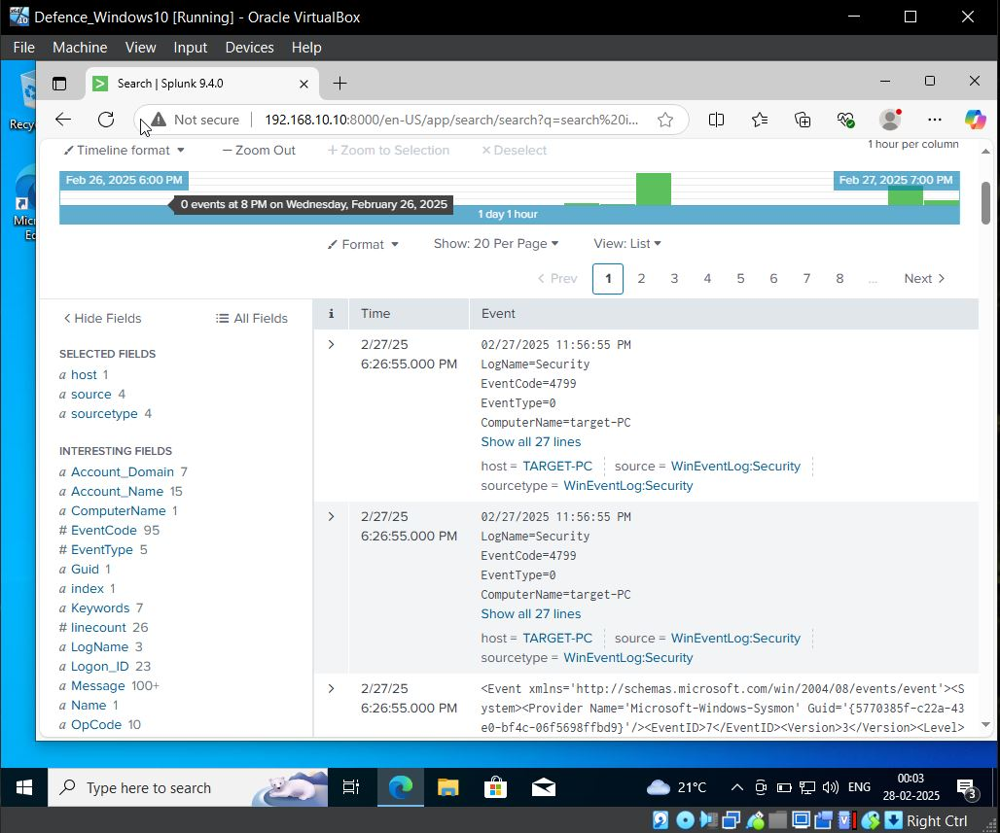 Defence_Windows10 [Running] - Oracle VirtualBox
File Machine View Input Devices Help
Search | Splunk 9.4.0
Not secure 192.168.10.10:8000/en-US/app/search/search?q=search%20i...
Timeline format Zoom Out Zoom to Selection Deselect 1 hour per column
Feb 26, 2025 6:00 PM Feb 27, 2025 7:00 PM
0 events at 8 PM on Wednesday, February 26, 2025
1 day 1 hour
Format Show: 20 Per Page View: List
Prev 1 2 3 4 5 6 7 8 ... Next
Hide Fields All Fields
SELECTED FIELDS
a host 1
a source 4
a sourcetype 4
INTERESTING FIELDS
a Account_Domain 7
a Account_Name 15
a ComputerName 1
# EventCode 95
# EventType 5
a Guid 1
a index 1
a Keywords 7
# linecount 26
a LogName 3
a Logon_ID 23
a Message 100+
a Name 1
a OpCode 10
i Time Event
2/27/25
6:26:55.000 PM
02/27/2025 11:56:55 PM
LogName=Security
EventCode=4799
EventType=0
ComputerName=target-PC
Show all 27 lines
host = TARGET-PC source = WinEventLog:Security
sourcetype = WinEventLog:Security
2/27/25
6:26:55.000 PM
02/27/2025 11:56:55 PM
LogName=Security
EventCode=4799
EventType=0
ComputerName=target-PC
Show all 27 lines
host = TARGET-PC source = WinEventLog:Security
sourcetype = WinEventLog:Security
2/27/25
6:26:55.000 PM
<Event xmlns='http://schemas.microsoft.com/win/2004/08/events/event'><S
ystem><Provider Name='Microsoft-Windows-Sysmon' Guid='{5770385f-c22a-43
e0-bf4c-06f5698ffbd9}'/><EventID>7</EventID><Version>3</Version><Level>
Recy
Micr
Ed
Type here to search
21°C
ENG
00:03
28-02-2025
3
Right Ctrl